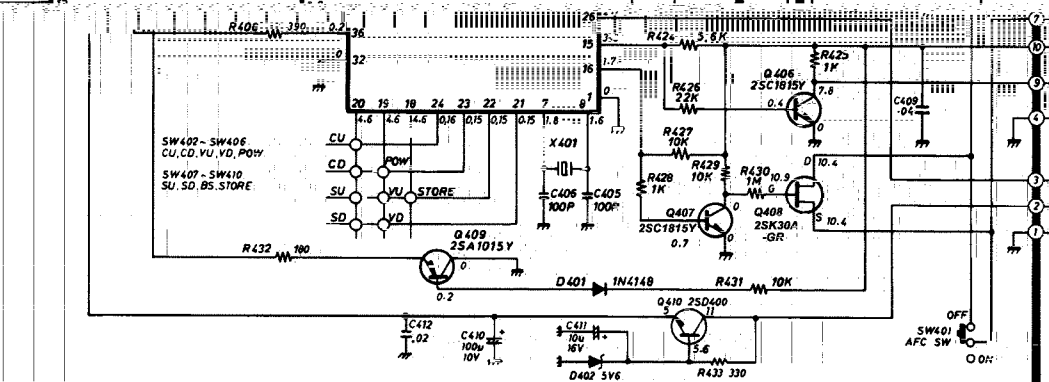 26
7
R406 390 0.2 36
15 3. R424 5.6K
10
0 32
16 1.7
R425 1K
Q406 2SC1815Y
7.8
9
R426 22K
0.4
C409 .04
1 0
0
4
20 19 18 24 23 22 21 7 8
4.6 4.6 14.6 0.16 0.15 0.15 0.15 1.8 1.6
SW402~SW406
CU,CD,VU,VD,POW
SW407~SW410
SU,SD,BS,STORE
CU
X401
R427 10K
CD POW
R429 10K
R430 1M
D 10.4
10.9
G
3
SU VU STORE
C406 100P
C405 100P
R428 1K
0
Q407 2SC1815Y
0.7
0
Q408 2SK30A -GR
S 10.4
2
SD VD
1
Q409 2SA1015Y
R432 180
0
0.2
D401 1N4148
R431 10K
Q410 2SD400
5 11
C412 .02
C410 100u 10V
+
C411 10u 16V
+
5.6
OFF
SW401 AFC SW
ON
D402 5V6
R433 330